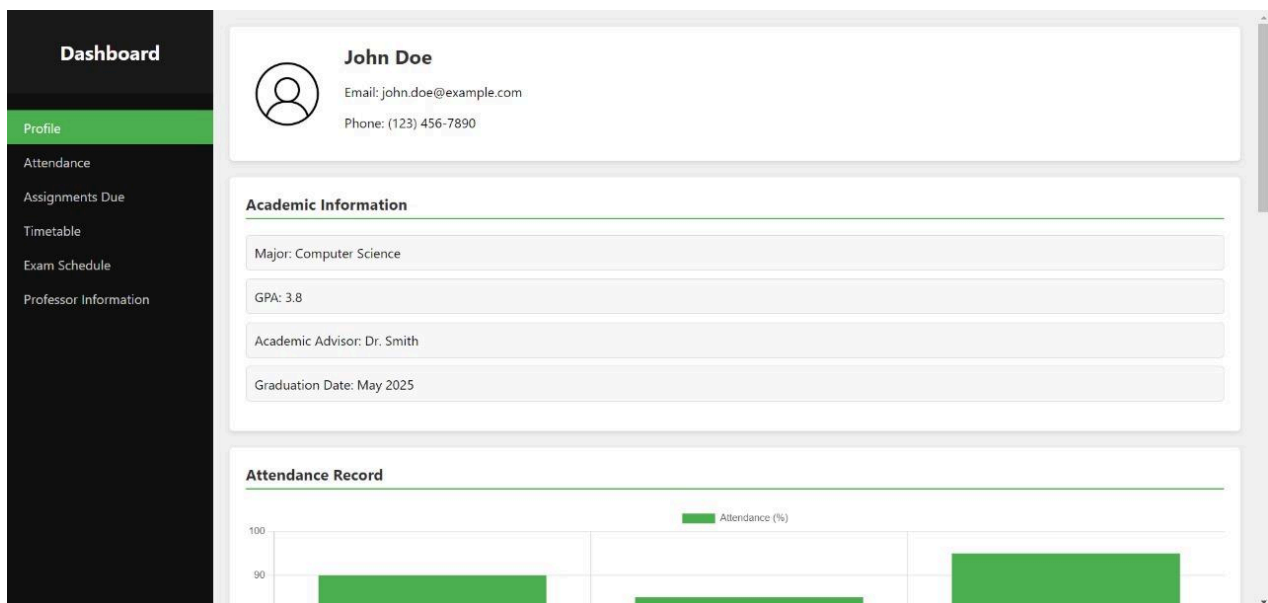 Dashboard
Profile
Attendance
Assignments Due
Timetable
Exam Schedule
Professor Information
John Doe
Email: john.doe@example.com
Phone: (123) 456-7890
Academic Information
Major: Computer Science
GPA: 3.8
Academic Advisor: Dr. Smith
Graduation Date: May 2025
Attendance Record
Attendance (%)
100
90